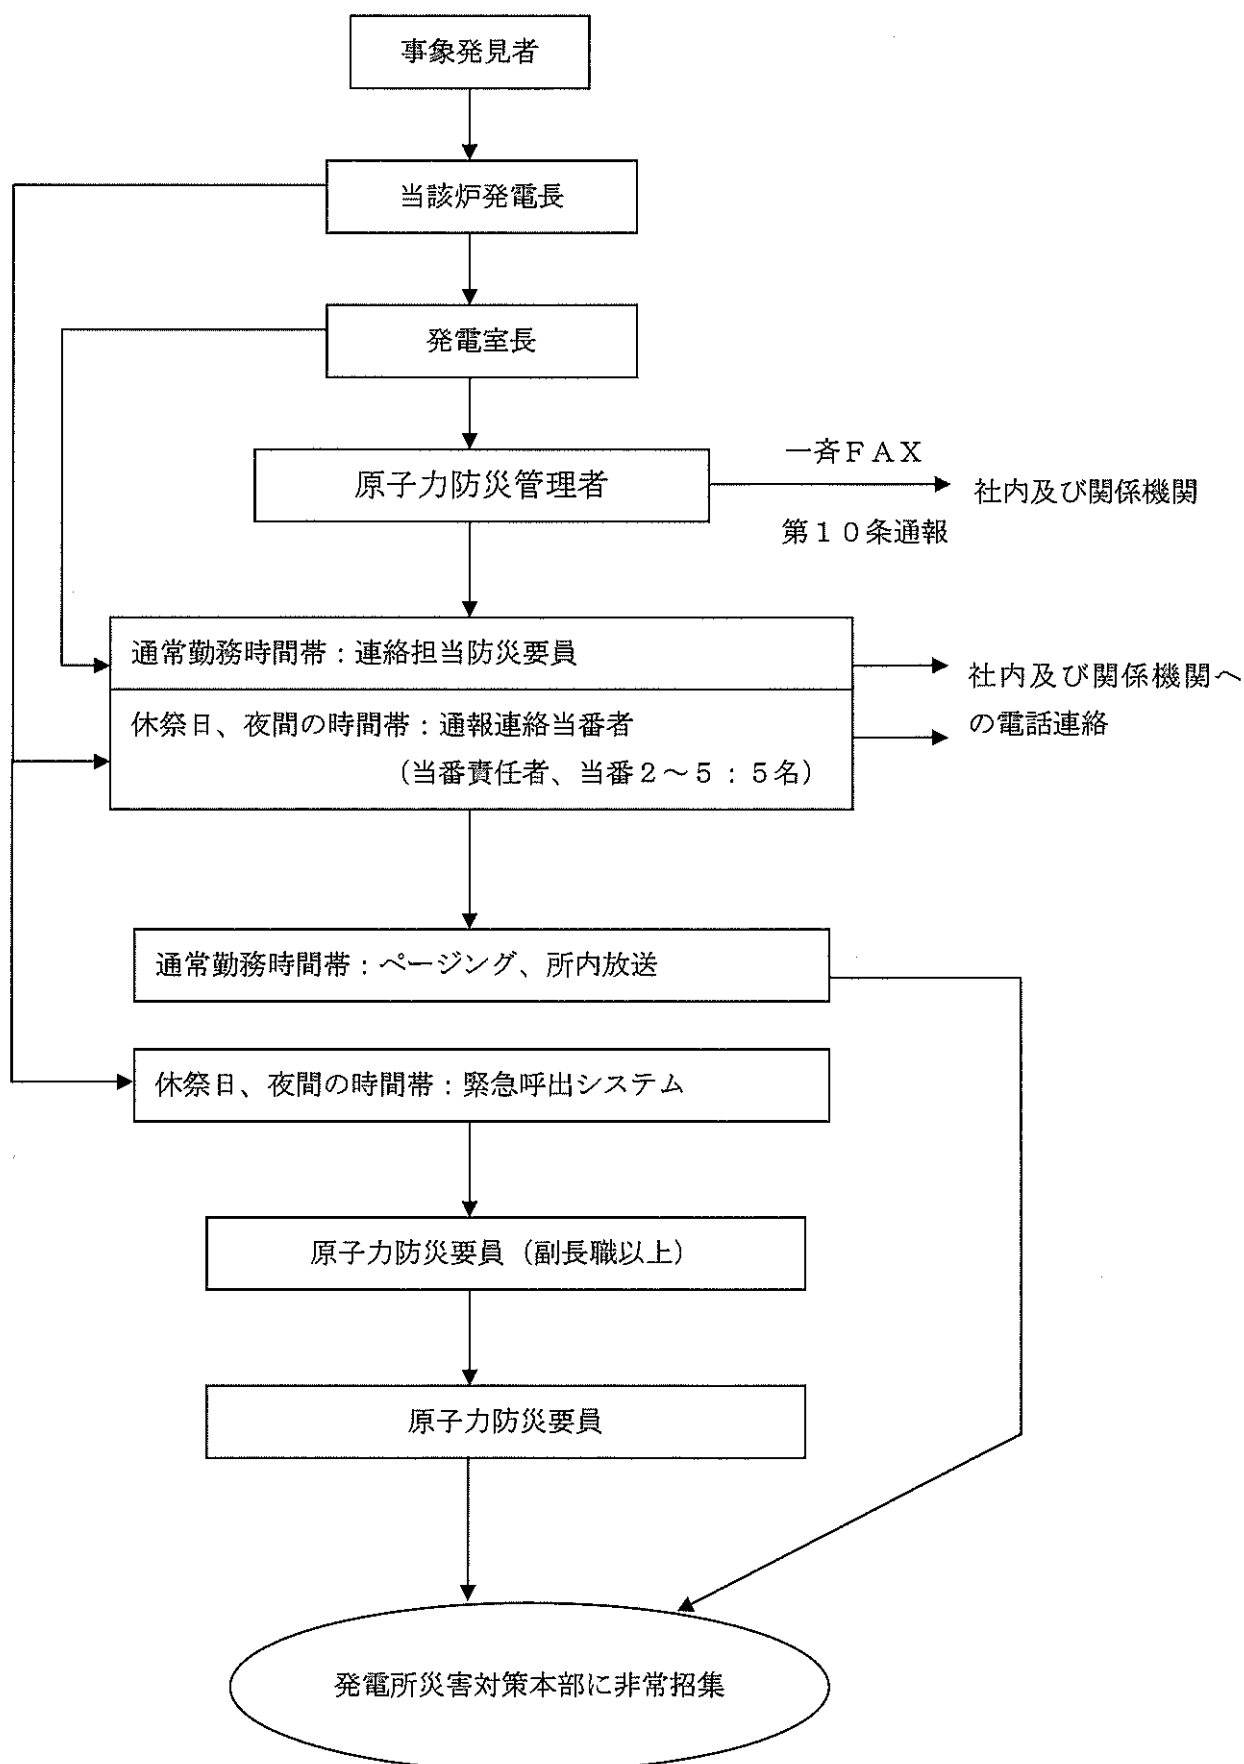 事象発見者
当該炉発電長
発電室長
原子力防災管理者
一斉ＦＡＸ
第１０条通報
社内及び関係機関
通常勤務時間帯：連絡担当防災要員
休祭日、夜間の時間帯：通報連絡当番者
（当番責任者、当番２～５：５名）
社内及び関係機関へ
の電話連絡
通常勤務時間帯：ページング、所内放送
休祭日、夜間の時間帯：緊急呼出システム
原子力防災要員（副長職以上）
原子力防災要員
発電所災害対策本部に非常招集